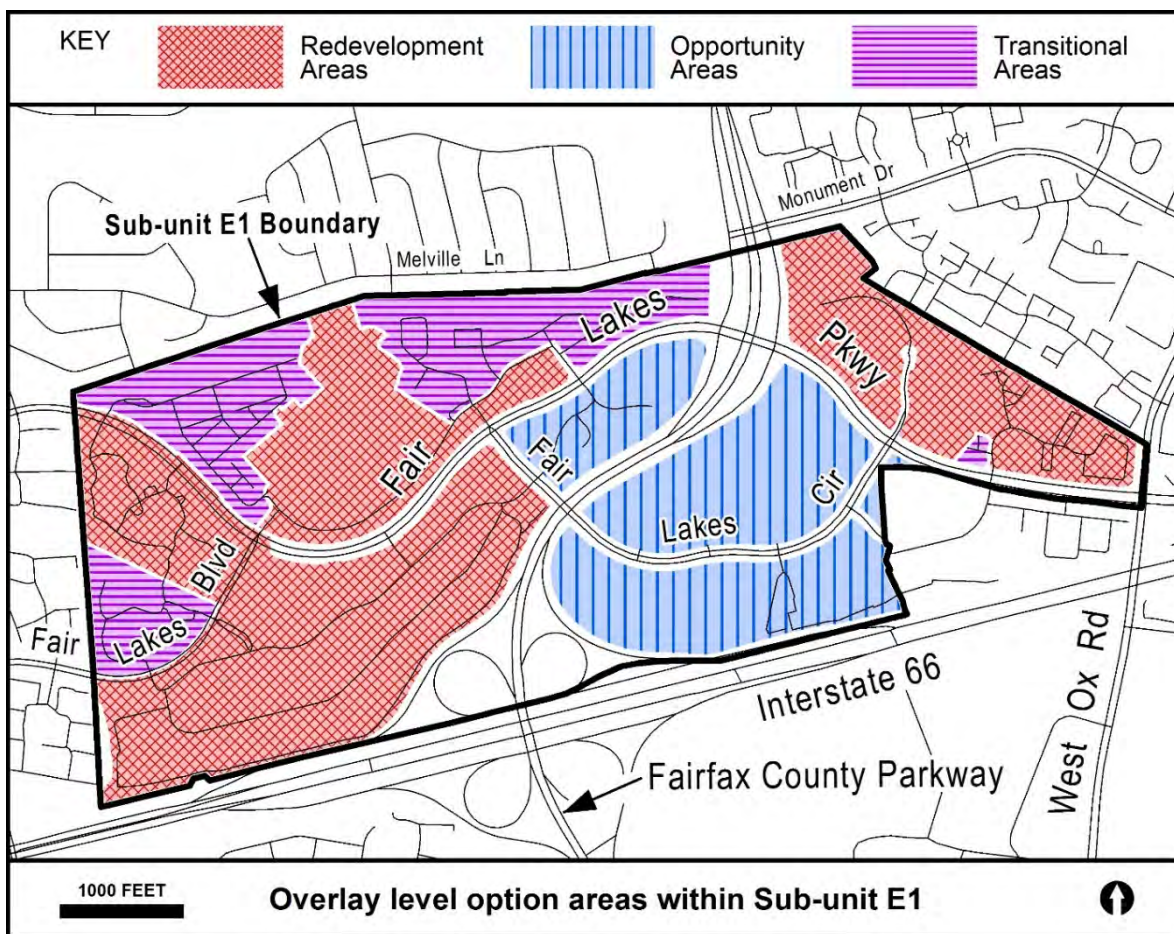 KEY
Redevelopment
Areas
Opportunity
Areas
Transitional
Areas
Monument Dr
Sub-unit E1 Boundary
Melville Ln
Fair Lakes Pkwy
Fair Lakes Cir
Fair Lakes Blvd
Interstate 66
West Ox Rd
Fairfax County Parkway
1000 FEET
Overlay level option areas within Sub-unit E1